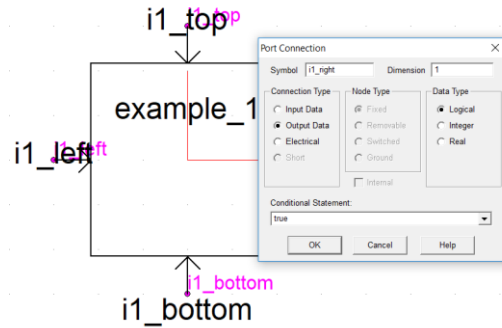 i1_top
i1_top
example_1
i1_left
i1_left
i1_bottom
i1_bottom
Port Connection
Symbol i1_right Dimension 1
Connection Type Node Type Data Type
Input Data Fixed Logical
Output Data Removable Integer
Electrical Switched Real
Short Ground
Internal
Conditional Statement:
true
OK Cancel Help